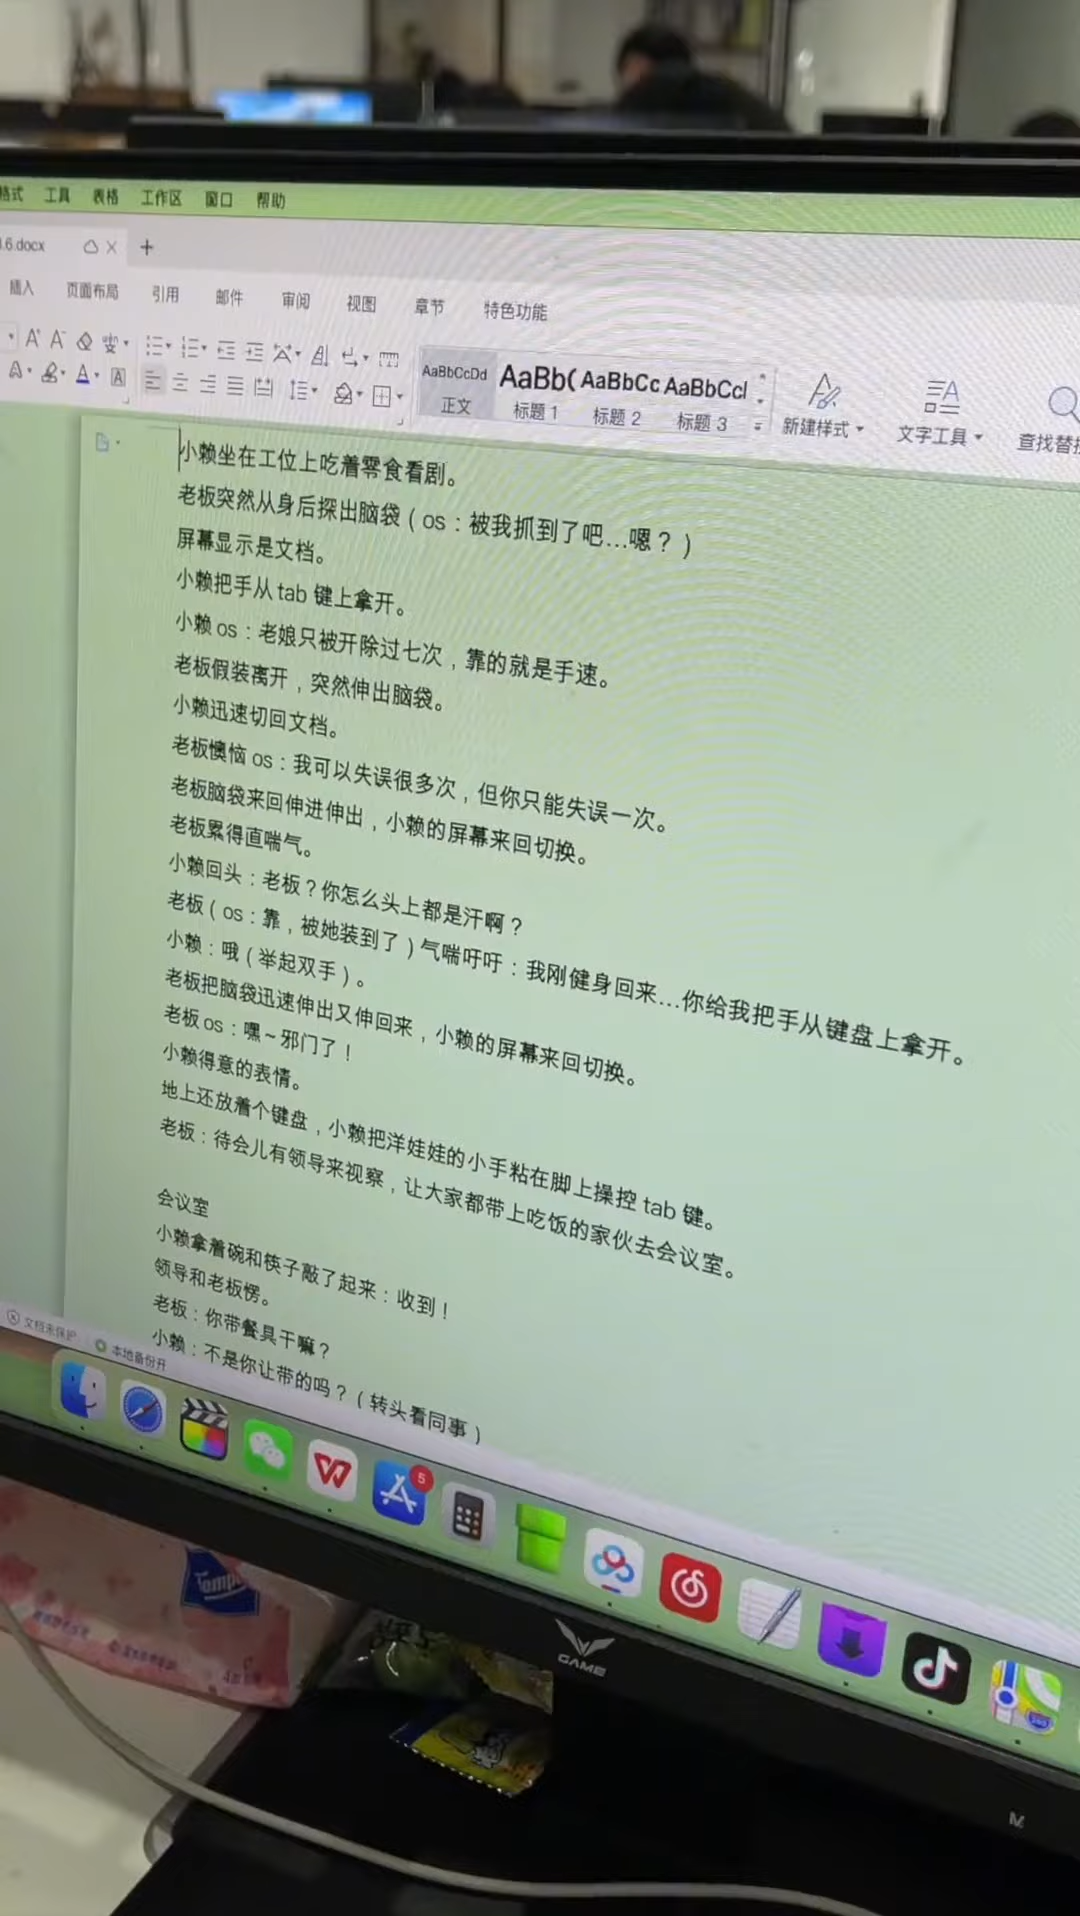 格式 工具 表格 工作区 窗口 帮助
.6.docx
插入 页面布局 引用 邮件 审阅 视图 章节 特色功能
AaBbCcDd AaBb( AaBbCc AaBbCcl
正文 标题 1 标题 2 标题 3 新建样式 文字工具 查找替换
小赖坐在工位上吃着零食看剧。
老板突然从身后探出脑袋（os：被我抓到了吧…嗯？）
屏幕显示是文档。
小赖把手从 tab 键上拿开。
小赖 os：老娘只被开除过七次，靠的就是手速。
老板假装离开，突然伸出脑袋。
小赖迅速切回文档。
老板懊恼 os：我可以失误很多次，但你只能失误一次。
老板脑袋来回伸进伸出，小赖的屏幕来回切换。
老板累得直喘气。
小赖回头：老板？你怎么头上都是汗啊？
老板（os：靠，被她装到了）气喘吁吁：我刚健身回来…你给我把手从键盘上拿开。
小赖：哦（举起双手）。
老板把脑袋迅速伸出又伸回来，小赖的屏幕来回切换。
老板 os：嘿~邪门了！
小赖得意的表情。
地上还放着个键盘，小赖把洋娃娃的小手粘在脚上操控 tab 键。
老板：待会儿有领导来视察，让大家都带上吃饭的家伙去会议室。
会议室
小赖拿着碗和筷子敲了起来：收到！
领导和老板愣。
老板：你带餐具干嘛？
小赖：不是你让带的吗？（转头看同事）
文档未保护 本地备份开
5
Tempo
GAME